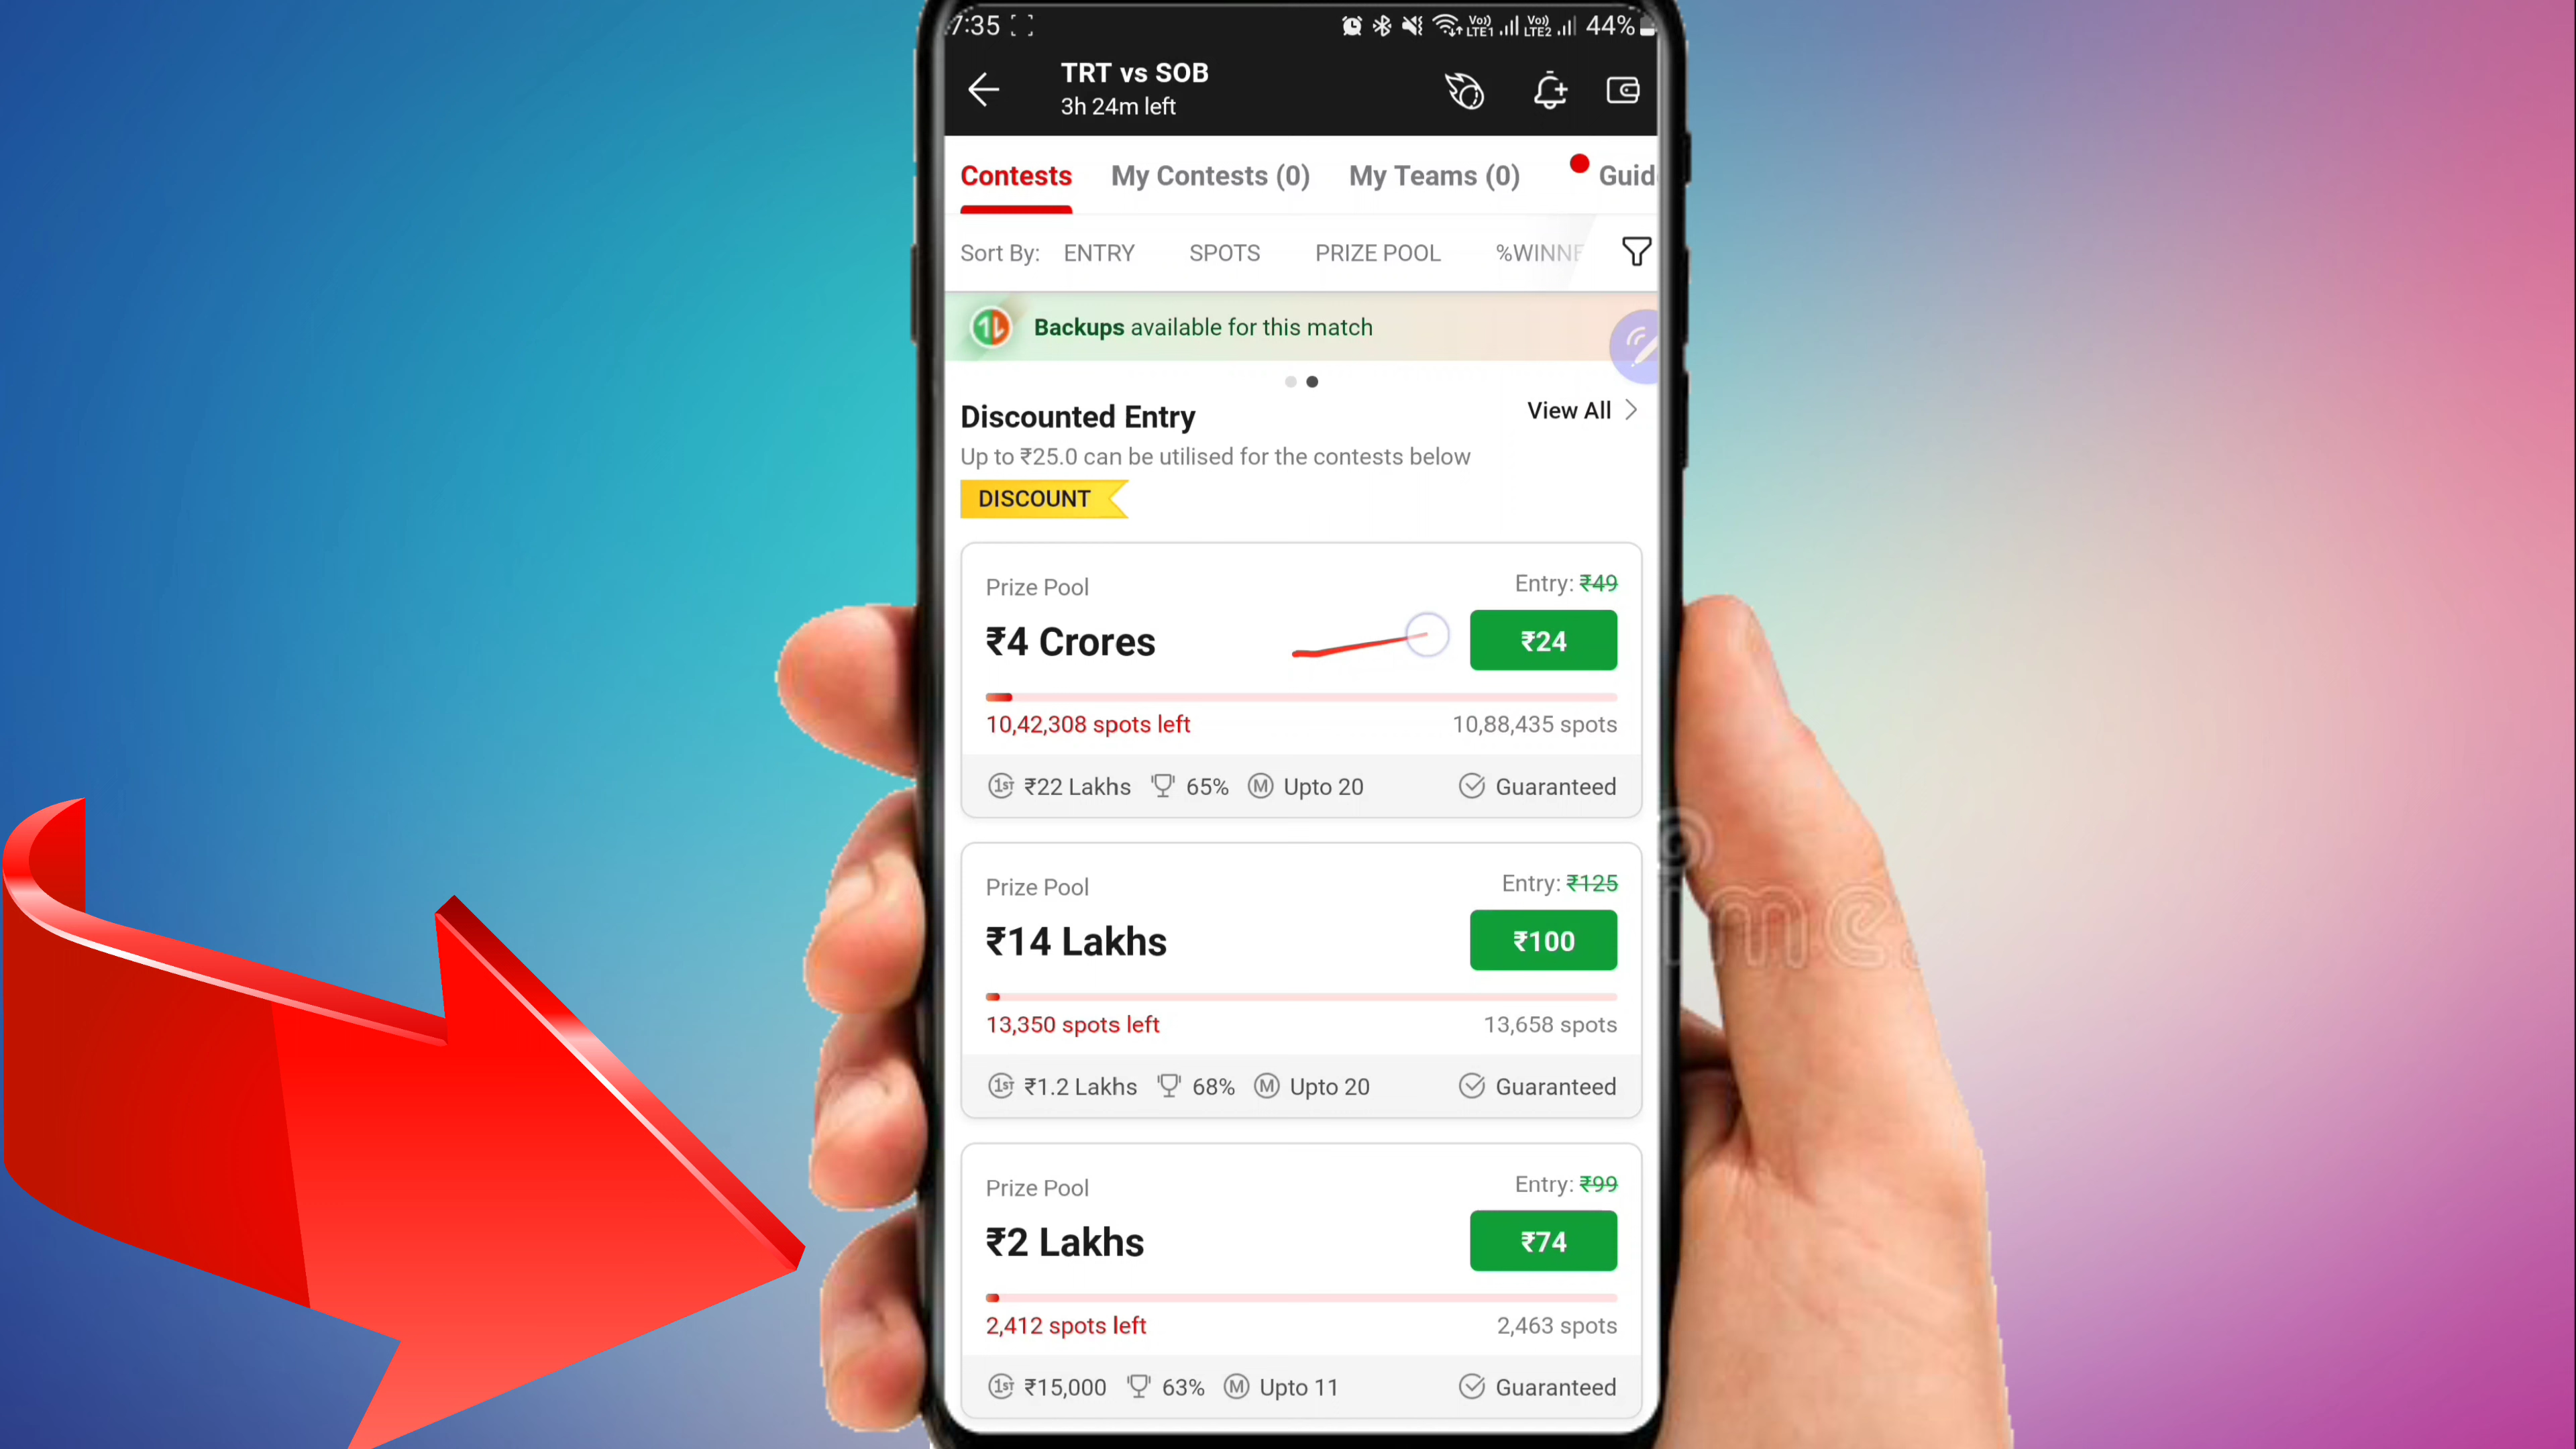 7:35 Vo)) LTE1 Vo)) LTE2 44%
TRT vs SOB
3h 24m left
Contests My Contests (0) My Teams (0) Guid
Sort By: ENTRY SPOTS PRIZE POOL %WINNE
Backups available for this match
Discounted Entry View All
Up to ₹25.0 can be utilised for the contests below
DISCOUNT
Prize Pool Entry: ₹49
₹4 Crores ₹24
10,42,308 spots left 10,88,435 spots
1ST ₹22 Lakhs 65% M Upto 20 Guaranteed
Prize Pool Entry: ₹125
₹14 Lakhs ₹100
13,350 spots left 13,658 spots
1ST ₹1.2 Lakhs 68% M Upto 20 Guaranteed
Prize Pool Entry: ₹99
₹2 Lakhs ₹74
2,412 spots left 2,463 spots
1ST ₹15,000 63% M Upto 11 Guaranteed